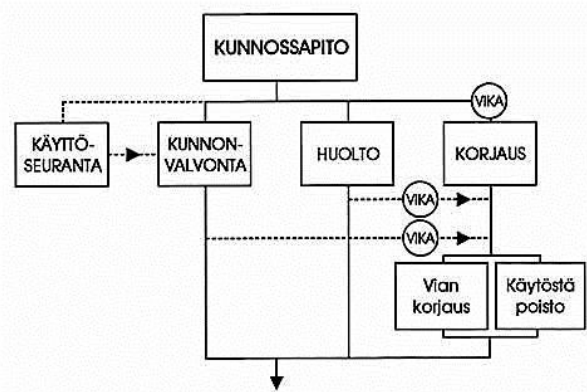 KUNNOSSAPITO
VIKA
KÄYTTÖ-
SEURANTA
KUNNON-
VALVONTA
HUOLTO
KORJAUS
VIKA
VIKA
Vian
korjaus
Käytöstä
poisto